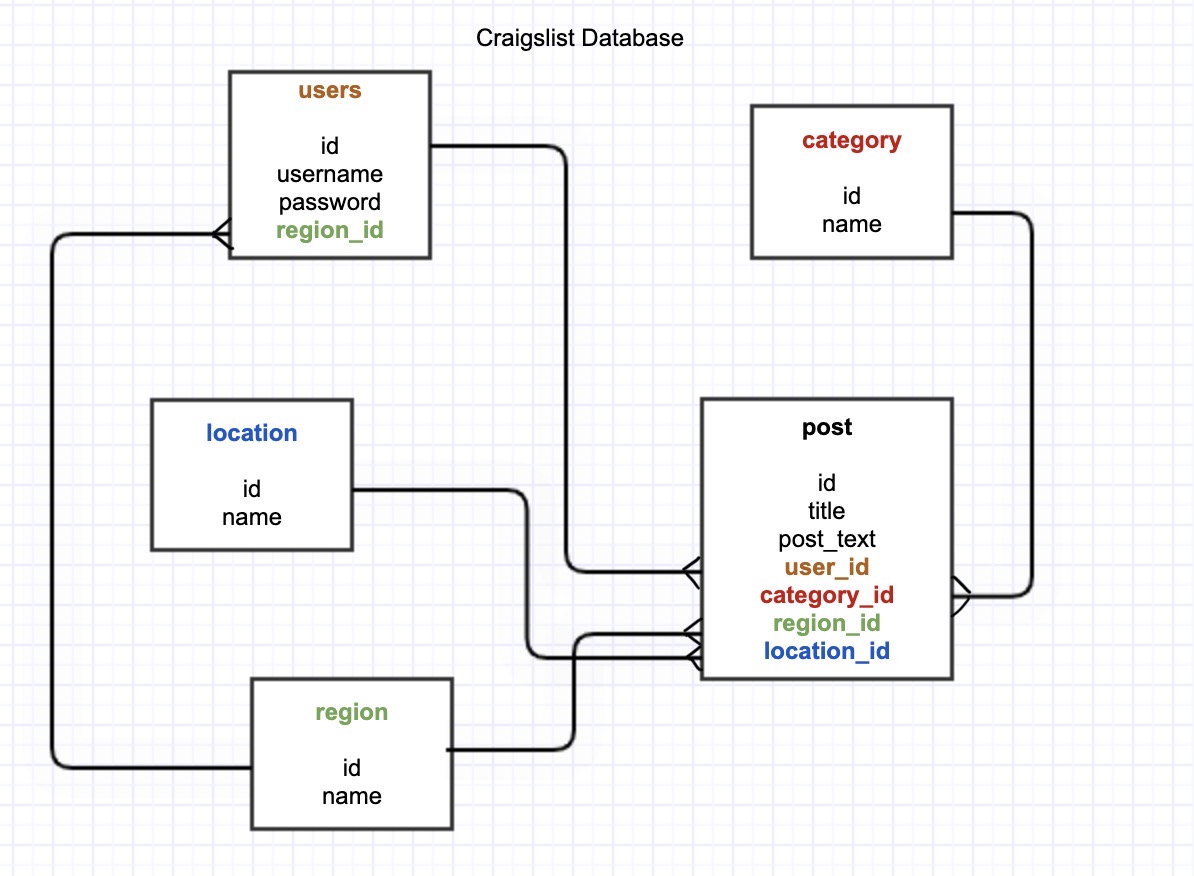 Craigslist Database
users
id
username
password
region_id
category
id
name
location
id
name
post
id
title
post_text
user_id
category_id
region_id
location_id
region
id
name